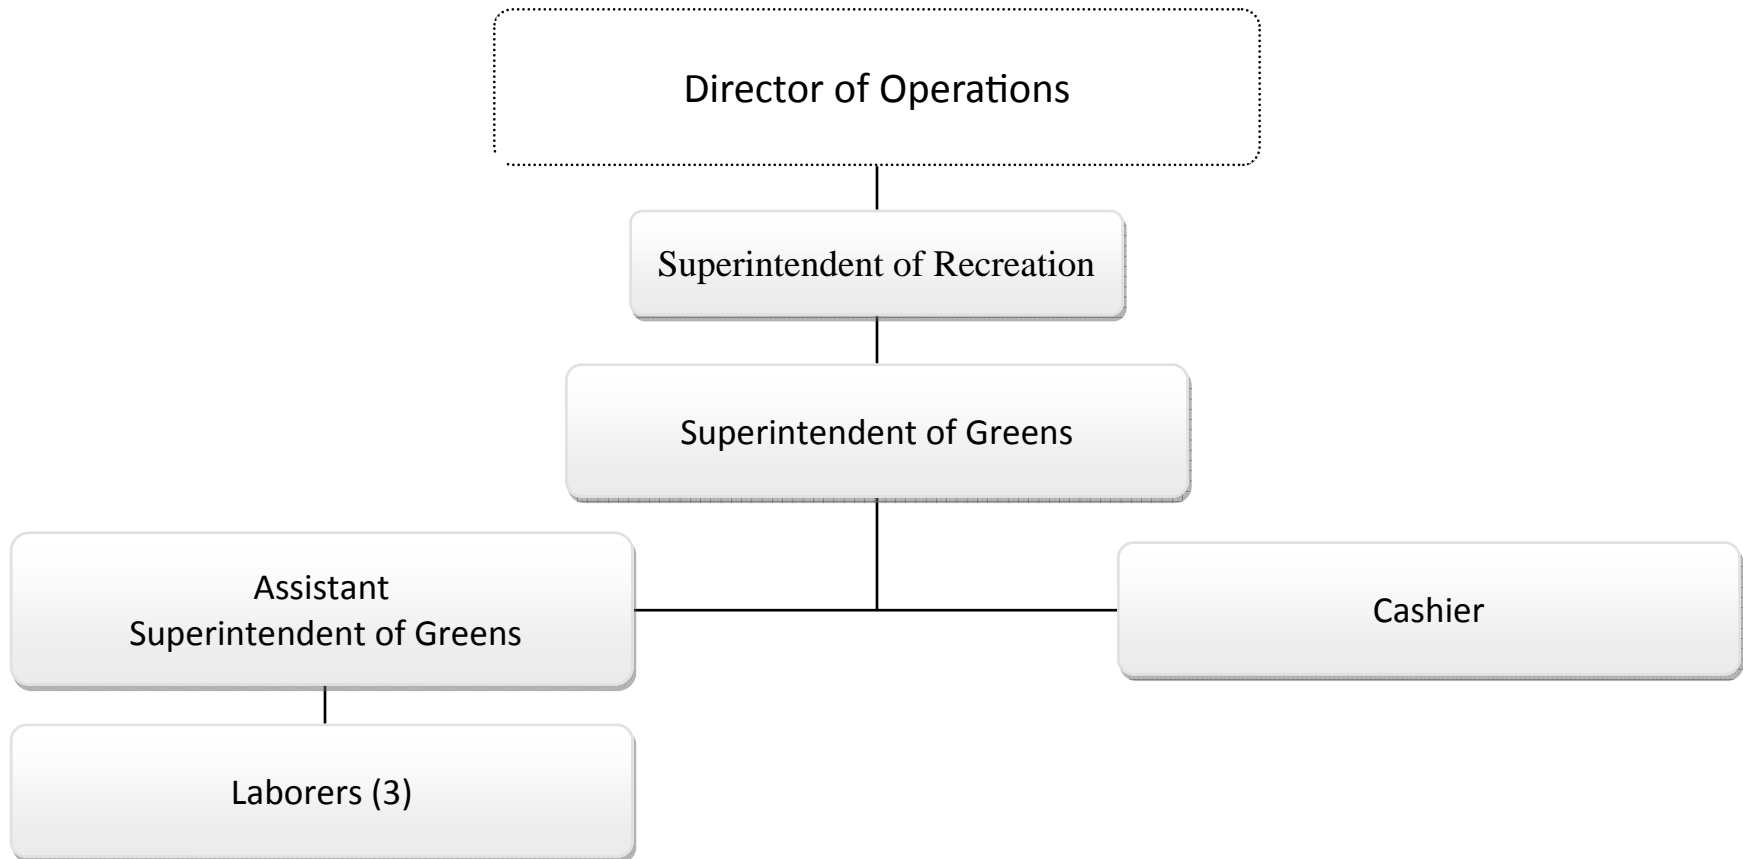 Director of Operations
Superintendent of Recreation
Superintendent of Greens
Assistant
Superintendent of Greens
Cashier
Laborers (3)